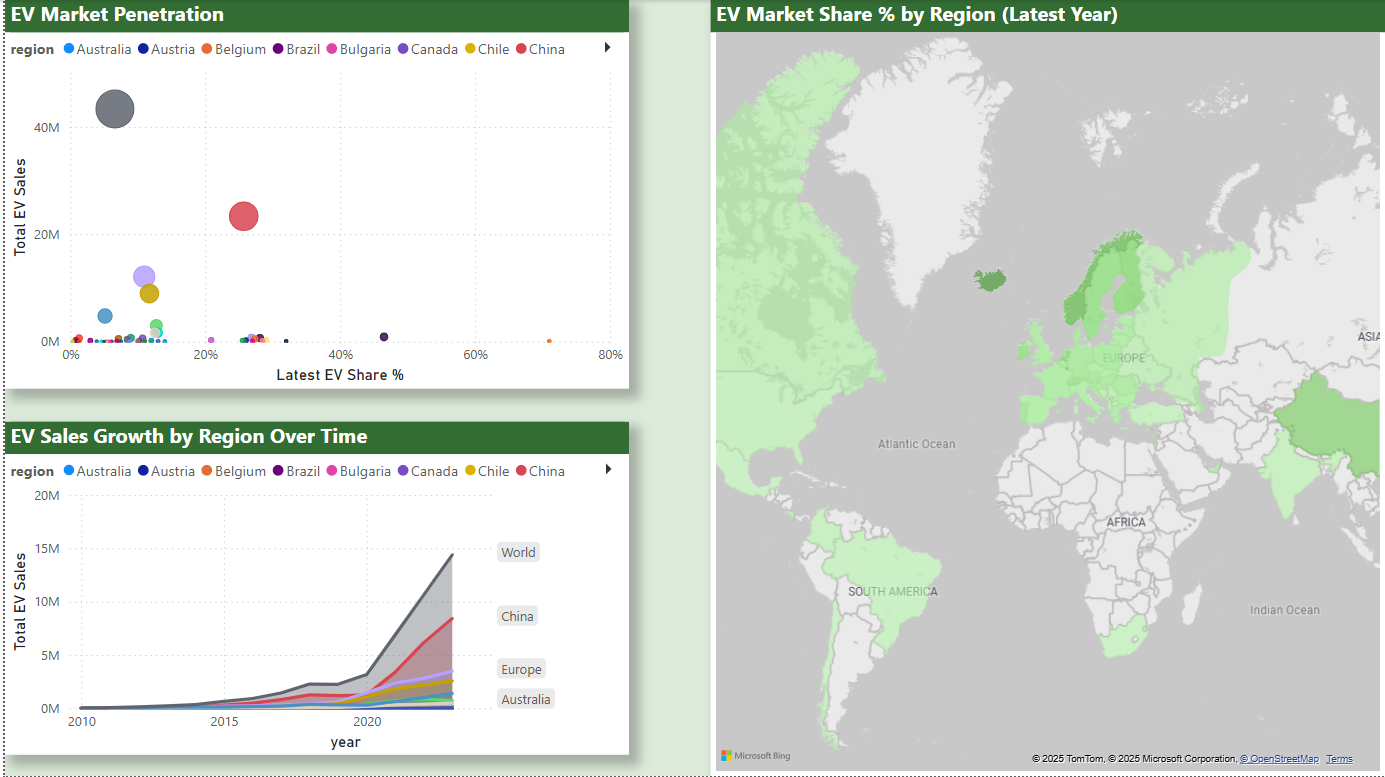 EV Market Penetration
region Australia Austria Belgium Brazil Bulgaria Canada Chile China
Total EV Sales
40M
20M
0M
0% 20% 40% 60% 80%
Latest EV Share %
EV Sales Growth by Region Over Time
region Australia Austria Belgium Brazil Bulgaria Canada Chile China
Total EV Sales
20M
15M
10M
5M
0M
World
China
Europe
Australia
2010 2015 2020
year
EV Market Share % by Region (Latest Year)
ASIA
EUROPE
Atlantic Ocean
AFRICA
SOUTH AMERICA
Indian Ocean
Microsoft Bing
© 2025 TomTom, © 2025 Microsoft Corporation, © OpenStreetMap Terms